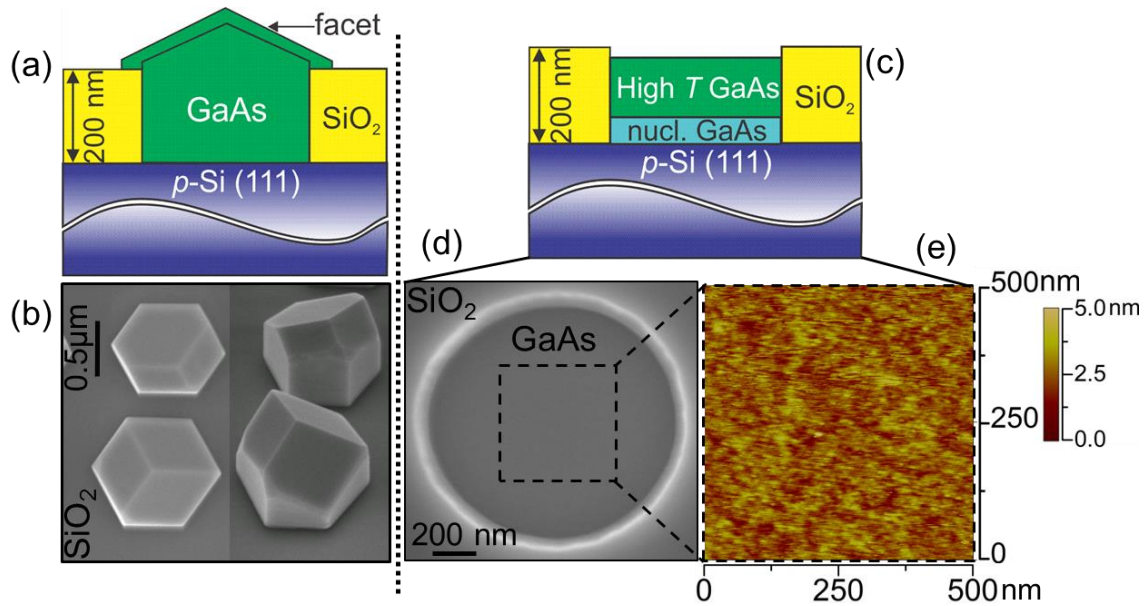 (a)
facet
200 nm
GaAs
SiO2
p-Si (111)
(b)
0.5μm
SiO2
(c)
200 nm
High T GaAs
nucl. GaAs
SiO2
p-Si (111)
(d)
SiO2
GaAs
200 nm
(e)
500nm
250
0
0
250
500nm
5.0nm
2.5
0.0